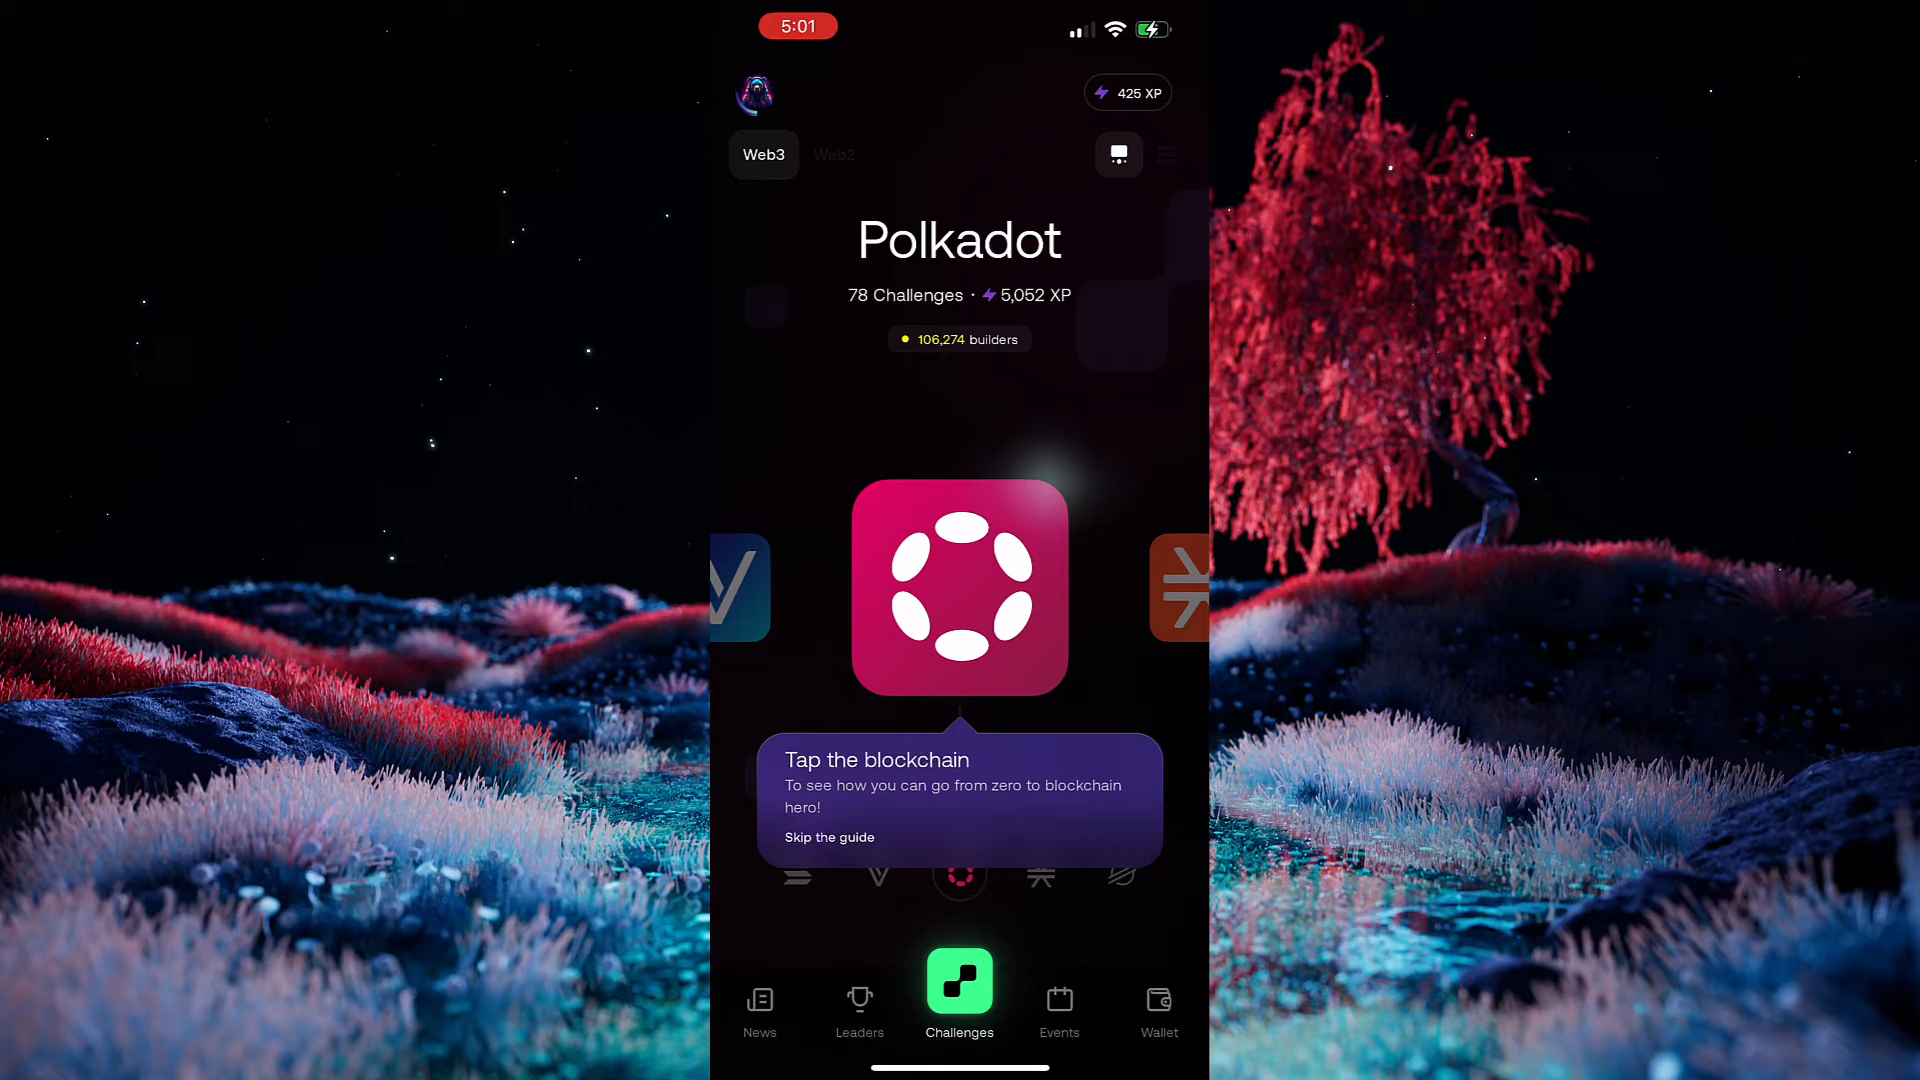 5:01
425 XP
Web3
Web2
Polkadot
78 Challenges · 5,052 XP
106,274 builders
Tap the blockchain
To see how you can go from zero to blockchain
hero!
Skip the guide
News
Leaders
Challenges
Events
Wallet